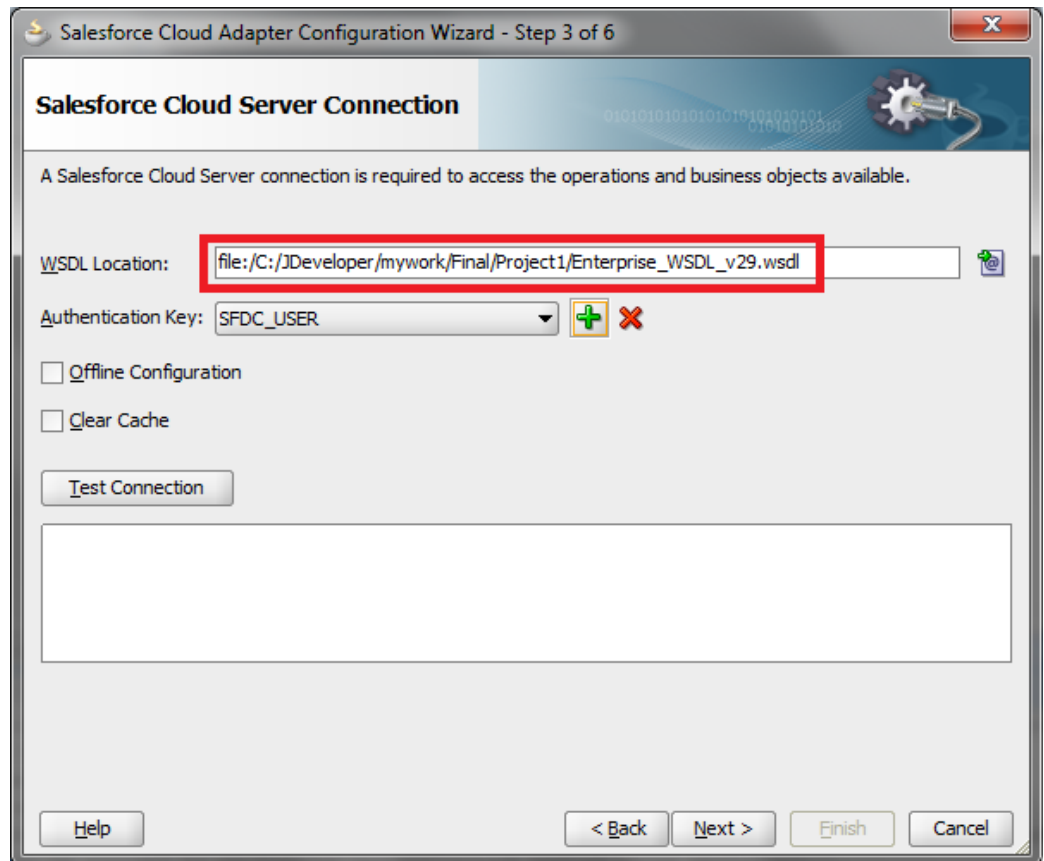 Salesforce Cloud Adapter Configuration Wizard - Step 3 of 6
X
Salesforce Cloud Server Connection
A Salesforce Cloud Server connection is required to access the operations and business objects available.
WSDL Location: file:/C:/JDeveloper/mywork/Final/Project1/Enterprise_WSDL_v29.wsdl
Authentication Key: SFDC_USER
Offline Configuration
Clear Cache
Test Connection
Help < Back Next > Finish Cancel